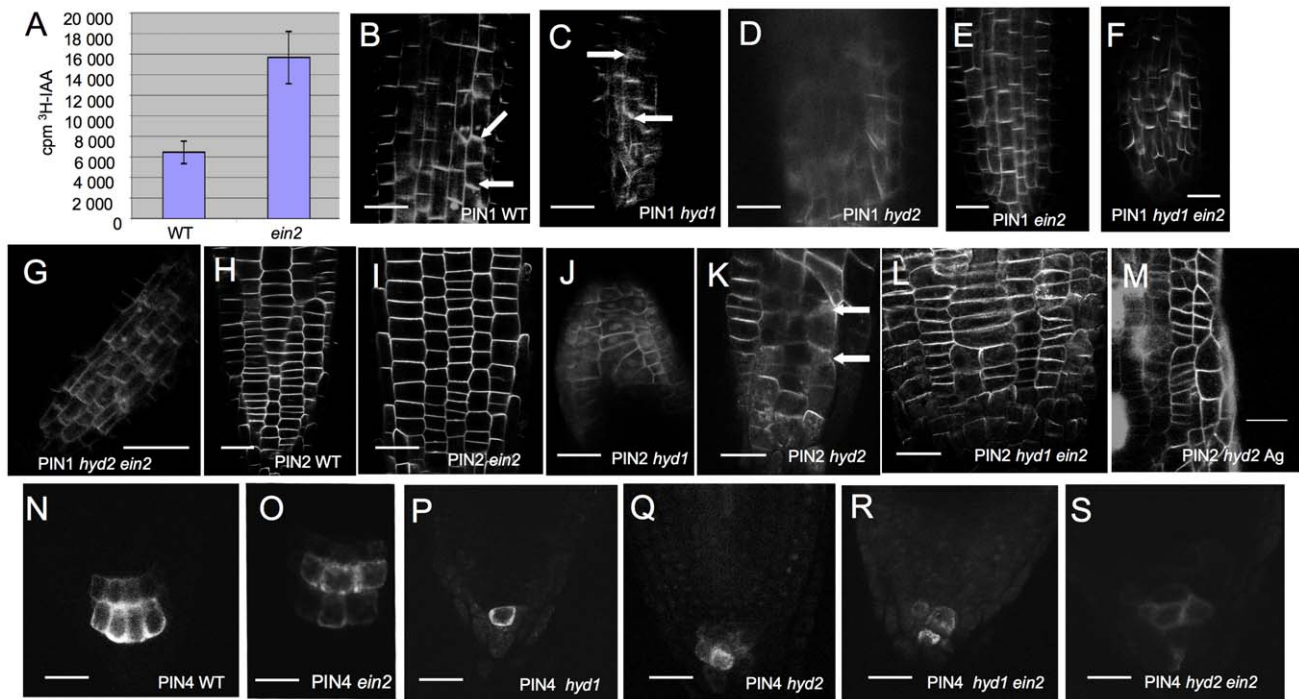 A
20 000
18 000
16 000
14 000
12 000
10 000
8 000
6 000
4 000
2 000
0
cpm ³H-IAA
WT
ein2
B
PIN1 WT
C
PIN1 hyd1
D
PIN1 hyd2
E
PIN1 ein2
F
PIN1 hyd1 ein2
G
PIN1 hyd2 ein2
H
PIN2 WT
I
PIN2 ein2
J
PIN2 hyd1
K
PIN2 hyd2
L
PIN2 hyd1 ein2
M
PIN2 hyd2 Ag
N
PIN4 WT
O
PIN4 ein2
P
PIN4 hyd1
Q
PIN4 hyd2
R
PIN4 hyd1 ein2
S
PIN4 hyd2 ein2